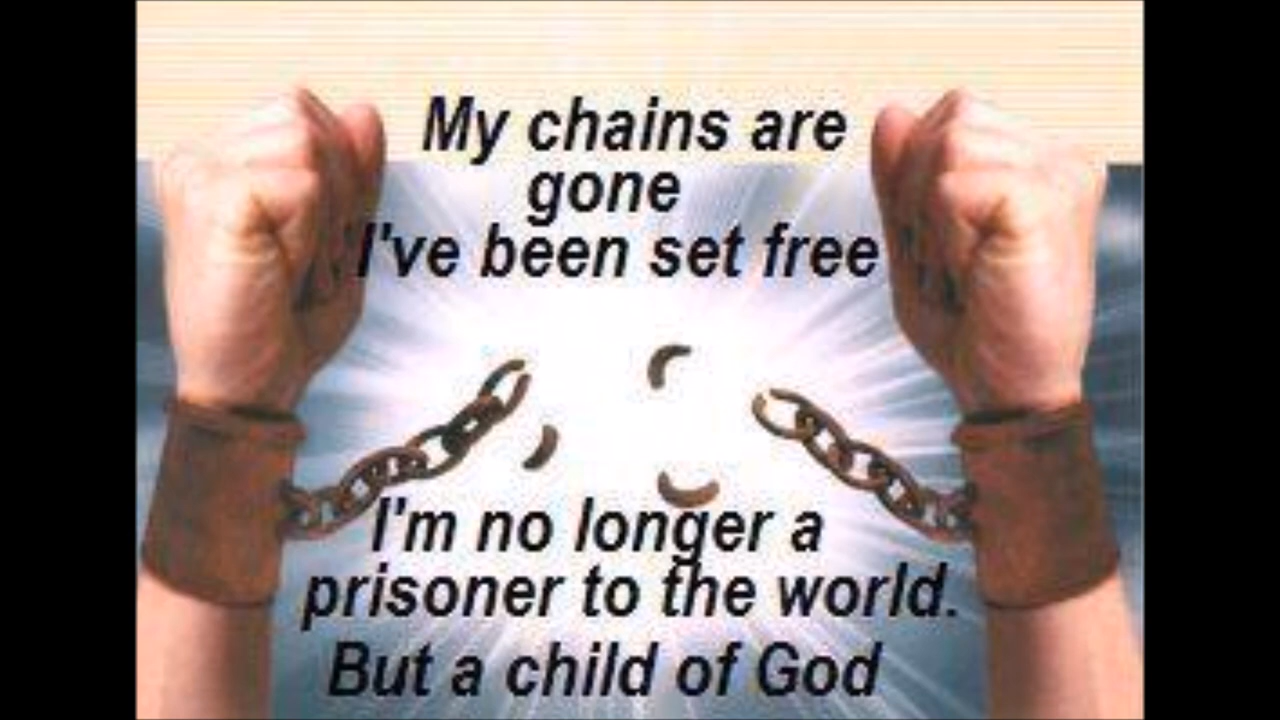 My chains are
gone
I've been set free
I'm no longer a
prisoner to the world.
But a child of God